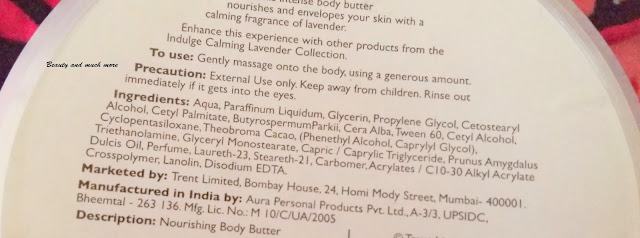 intense body butter
nourishes and envelopes your skin with a
calming fragrance of lavender.
Enhance this experience with other products from the
Indulge Calming Lavender Collection.
To use: Gently massage onto the body, using a generous amount.
Precaution: External Use only. Keep away from children. Rinse out
immediately if it gets into the eyes.
Ingredients: Aqua, Paraffinum Liquidum, Glycerin, Propylene Glycol, Cetostearyl
Alcohol, Cetyl Palmitate, ButyrospermumParkii, Cera Alba, Tween 60, Cetyl Alcohol,
Cyclopentasiloxane, Theobroma Cacao, (Phenethyl Alcohol, Caprylyl Glycol),
Triethanolamine, Glyceryl Monostearate, Capric / Caprylic Triglyceride, Prunus Amygdalus
Dulcis Oil, Perfume, Laureth-23, Steareth-21, Carbomer, Acrylates / C10-30 Alkyl Acrylate
Crosspolymer, Lanolin, Disodium EDTA.
Marketed by: Trent Limited, Bombay House, 24, Homi Mody Street, Mumbai- 400001.
Manufactured in India by: Aura Personal Products Pvt. Ltd., A-3/3, UPSIDC,
Bheemtal - 263 136. Mfg. Lic. No.: M 10/C/UA/2005
Description: Nourishing Body Butter
Beauty and much more